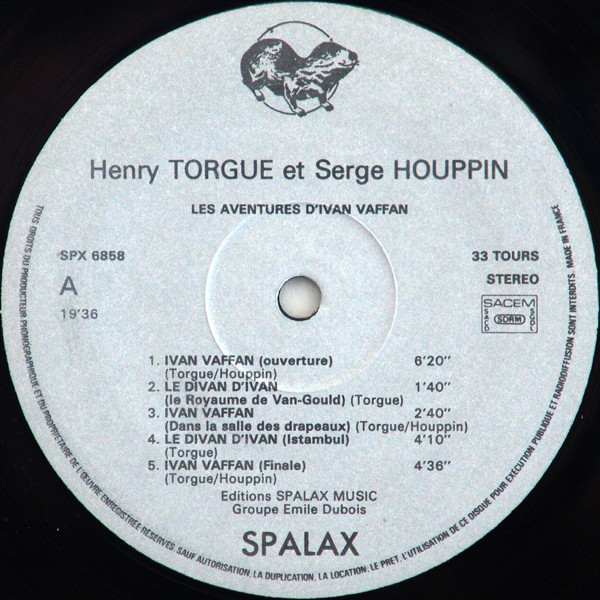 Henry TORGUE et Serge HOUPPIN
LES AVENTURES D'IVAN VAFFAN
SPX 6858
33 TOURS
A
STEREO
19'36
SACEM
SACD SDRM SGDL
1. IVAN VAFFAN (ouverture) 6'20"
(Torgue/Houppin)
2. LE DIVAN D'IVAN 1'40"
(le Royaume de Van-Gould) (Torgue)
3. IVAN VAFFAN 2'40"
(Dans la salle des drapeaux) (Torgue/Houppin)
4. LE DIVAN D'IVAN (Istambul) 4'10"
(Torgue)
5. IVAN VAFFAN (Finale) 4'36"
(Torgue/Houppin)
Editions SPALAX MUSIC
Groupe Emile Dubois
SPALAX
TOUS DROITS DU PRODUCTEUR PHONOGRAPHIQUE ET DU PROPRIETAIRE DE L'ŒUVRE ENREGISTRÉE RÉSERVÉS. SAUF AUTORISATION, LA DUPLICATION, LA LOCATION, LE PRET, L'UTILISATION DE CE DISQUE POUR EXECUTION PUBLIQUE ET RADIODIFFUSION SONT INTERDITS. MADE IN FRANCE